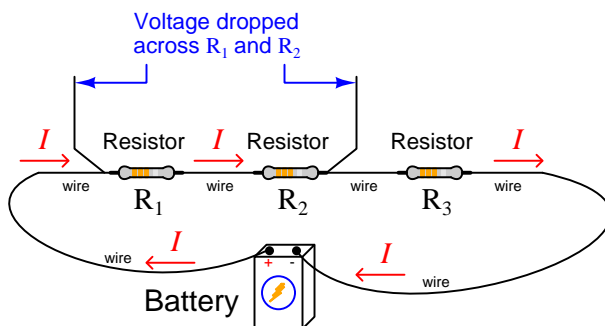 Voltage dropped
across R1 and R2
I Resistor I Resistor Resistor I
wire wire wire wire
R1 R2 R3
wire I + - I wire
Battery